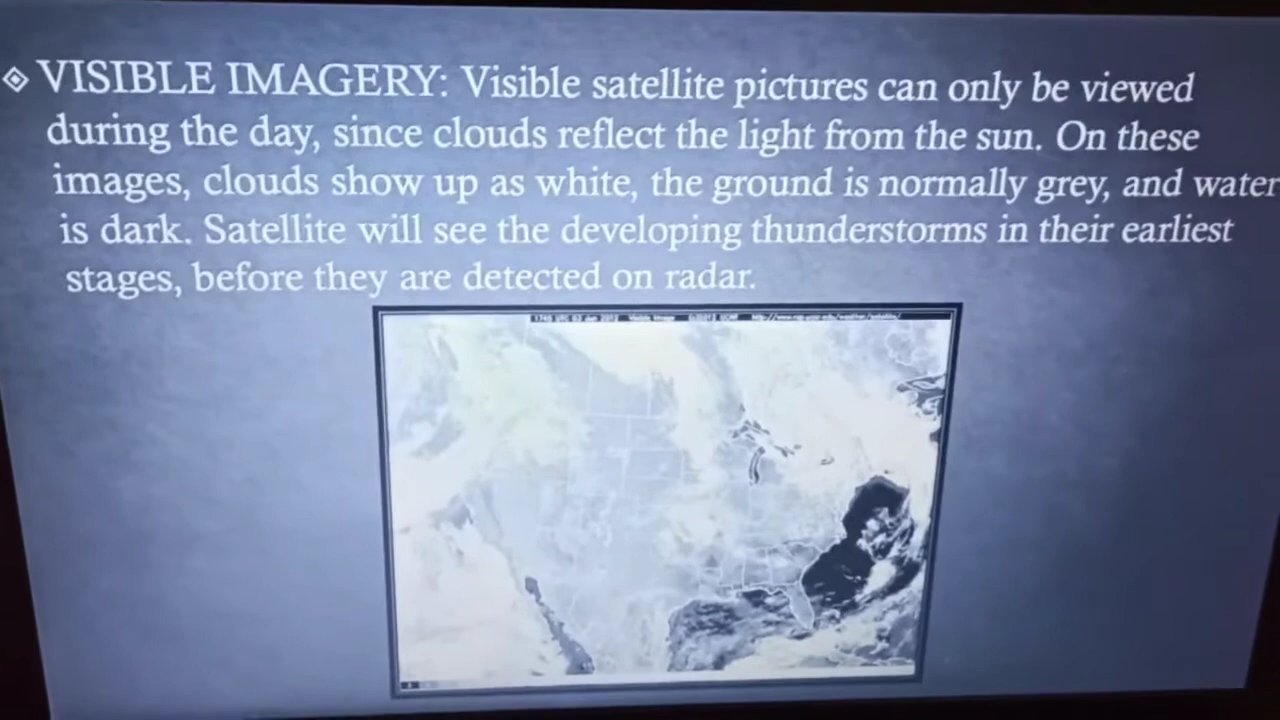 VISIBLE IMAGERY: Visible satellite pictures can only be viewed
during the day, since clouds reflect the light from the sun. On these
images, clouds show up as white, the ground is normally grey, and water
is dark. Satellite will see the developing thunderstorms in their earliest
stages, before they are detected on radar.
Visible Image